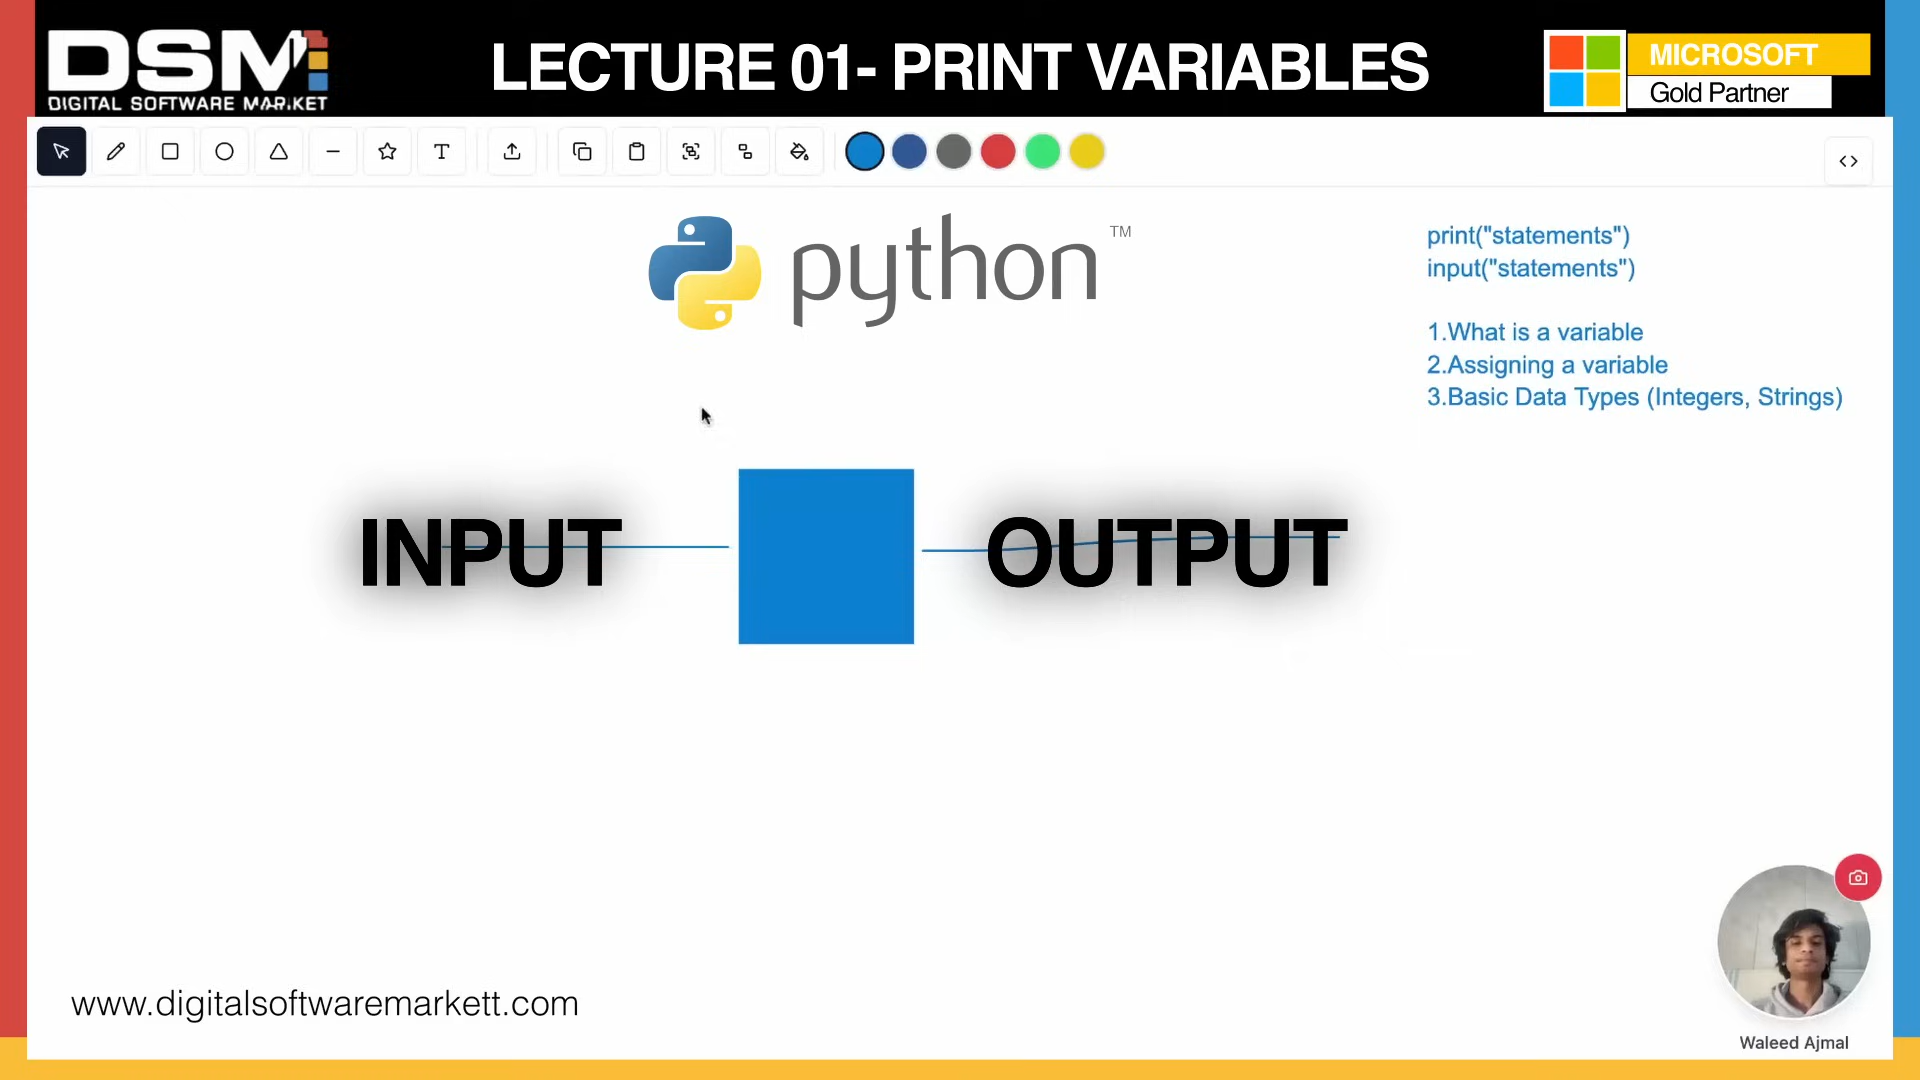 DSM
DIGITAL SOFTWARE MARKET
LECTURE 01- PRINT VARIABLES
MICROSOFT
Gold Partner
T
python
TM
print("statements")
input("statements")
1.What is a variable
2.Assigning a variable
3.Basic Data Types (Integers, Strings)
INPUT
OUTPUT
www.digitalsoftwaremarkett.com
Waleed Ajmal